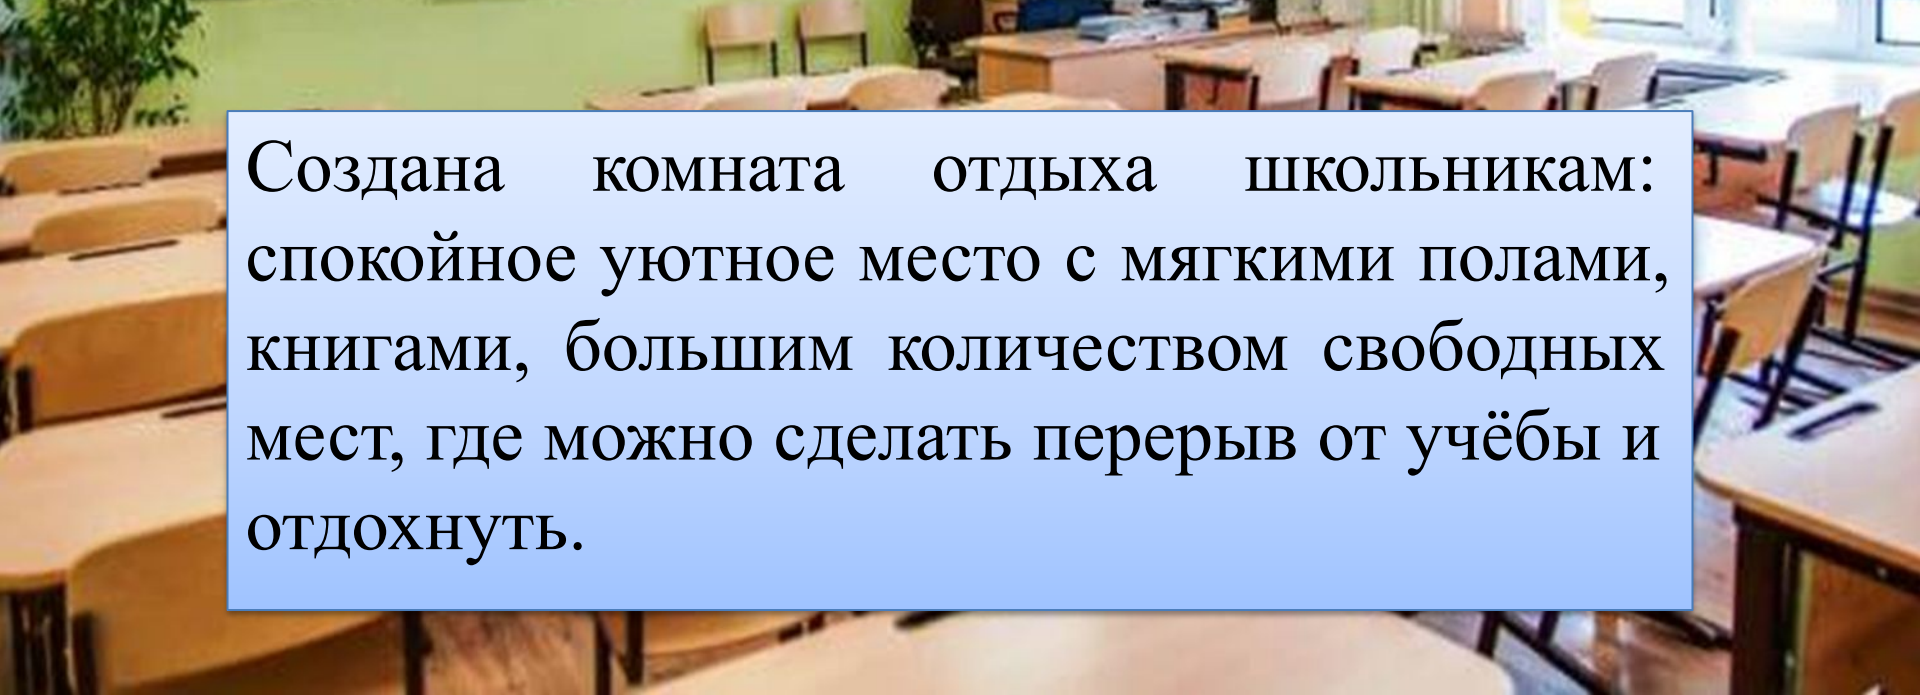 Создана комната отдыха школьникам:
спокойное уютное место с мягкими полами,
книгами, большим количеством свободных
мест, где можно сделать перерыв от учёбы и
отдохнуть.